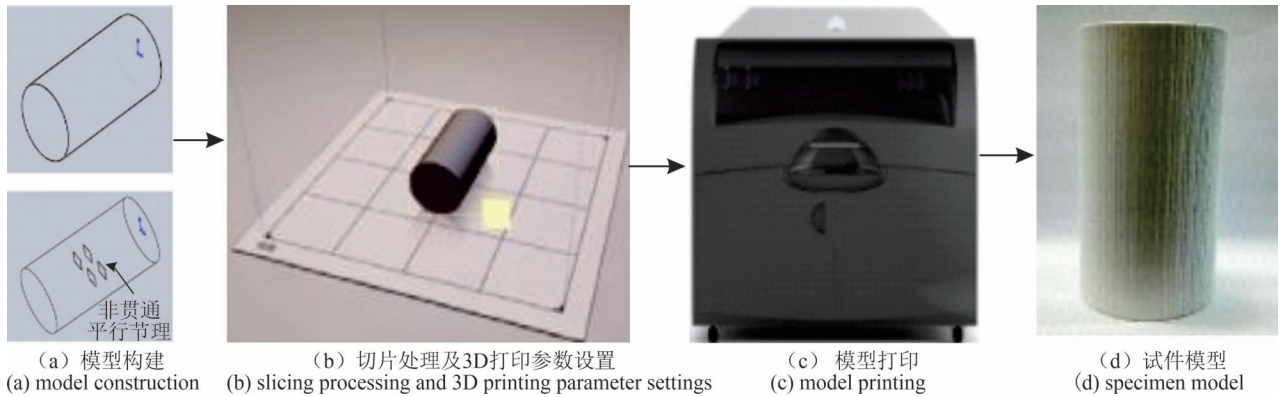 非贯通
平行节理
（a）模型构建
(a) model construction
（b）切片处理及3D打印参数设置
(b) slicing processing and 3D printing parameter settings
（c）模型打印
(c) model printing
（d）试件模型
(d) specimen model